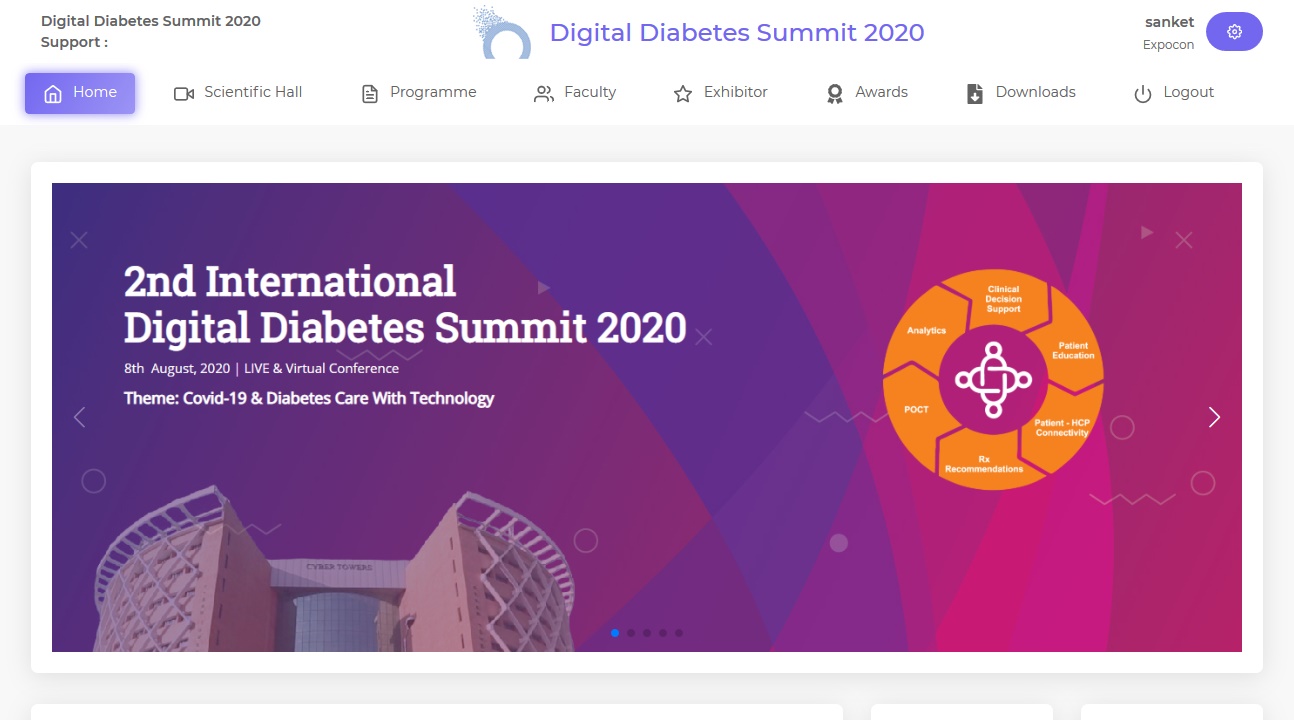 Digital Diabetes Summit 2020
Support :
Digital Diabetes Summit 2020
sanket
Expocon
Home
Scientific Hall
Programme
Faculty
Exhibitor
Awards
Downloads
Logout
2nd International
Digital Diabetes Summit 2020
8th August, 2020 | LIVE & Virtual Conference
Theme: Covid-19 & Diabetes Care With Technology
Clinical
Decision
Support
Analytics
Patient
Education
POCT
Patient - HCP
Connectivity
Rx
Recommendations
CYBER TOWERS